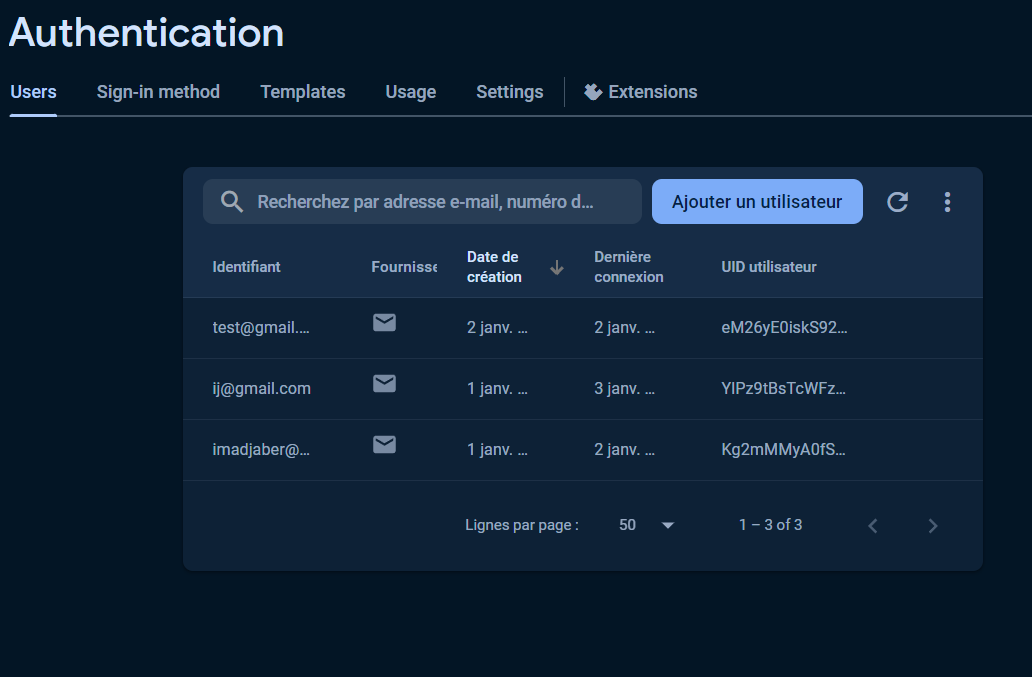 Authentication
Users Sign-in method Templates Usage Settings Extensions
Recherchez par adresse e-mail, numéro d...
Ajouter un utilisateur
Identifiant Fournisse Date de création Dernière connexion UID utilisateur
test@gmail.... 2 janv. ... 2 janv. ... eM26yE0iskS92...
ij@gmail.com 1 janv. ... 3 janv. ... YIPz9tBsTcWFz...
imadjaber@... 1 janv. ... 2 janv. ... Kg2mMyA0fS...
Lignes par page : 50 1 – 3 of 3